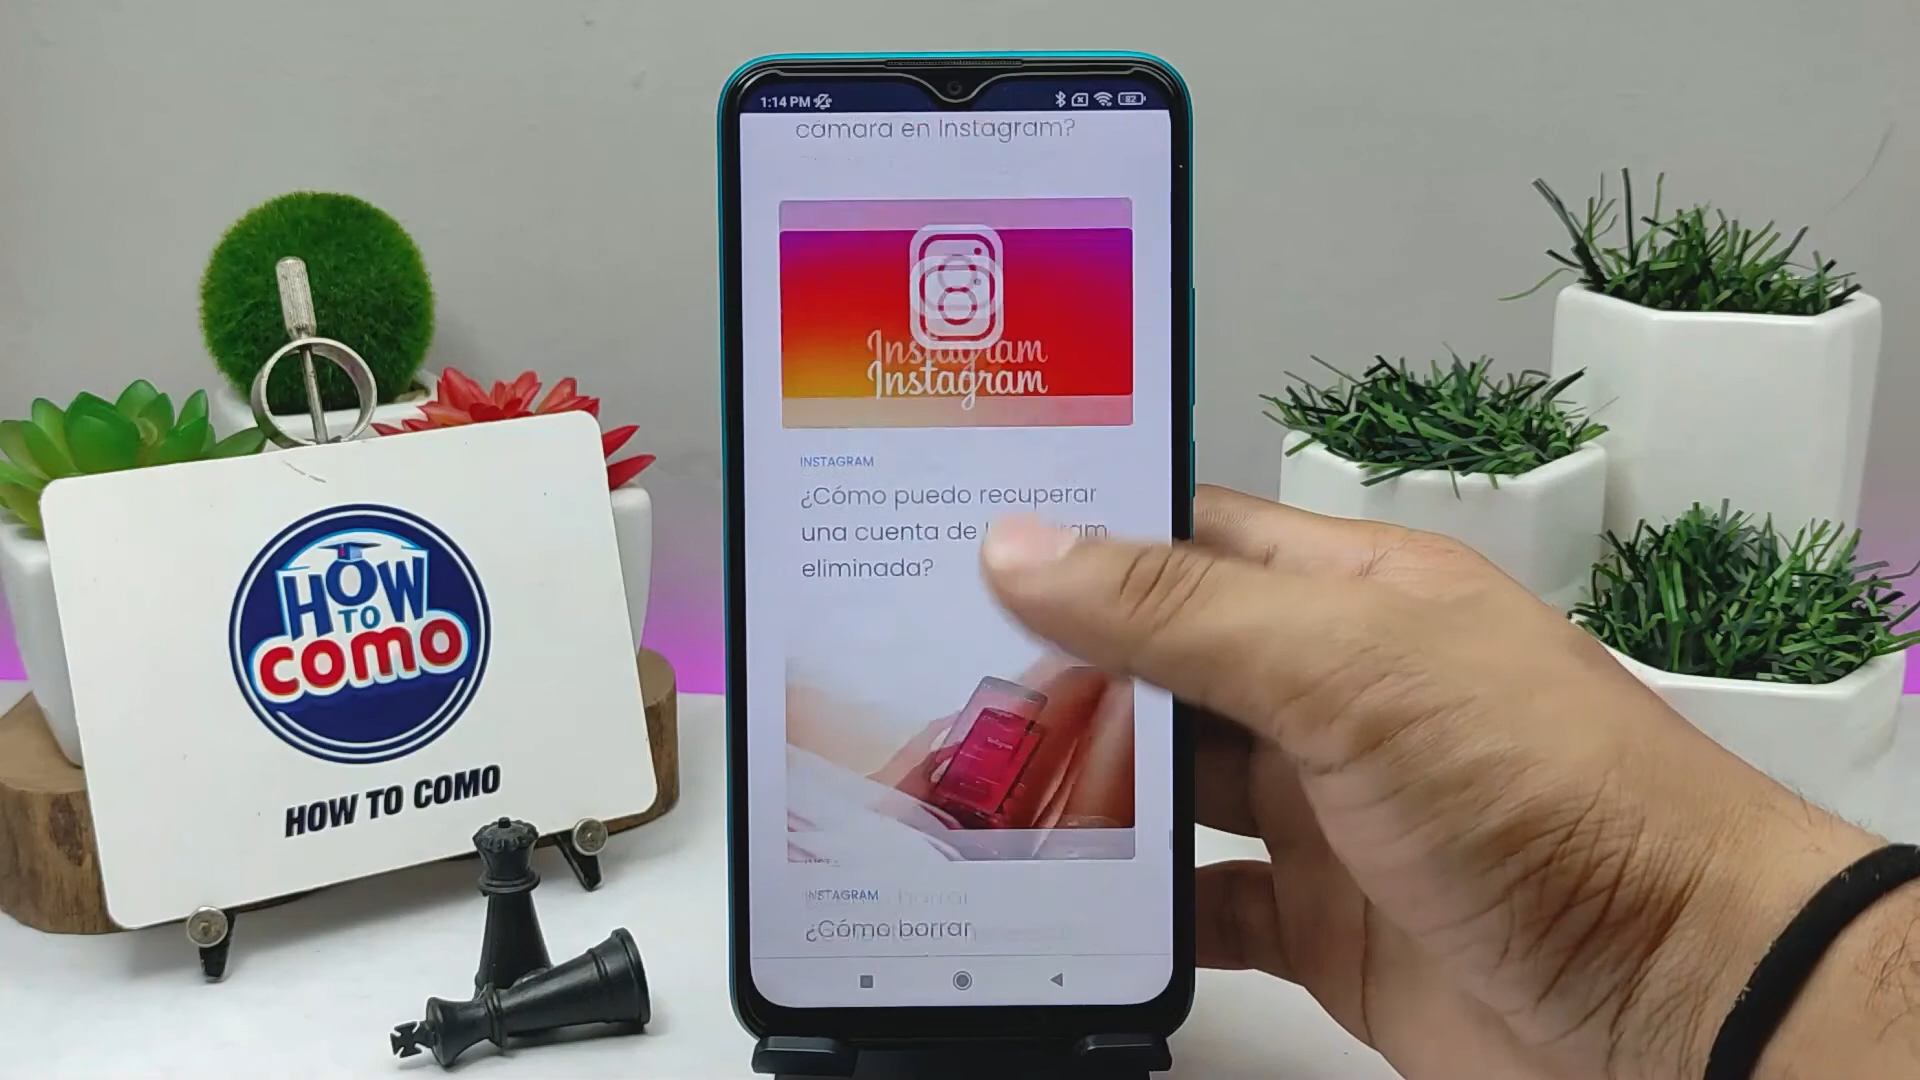 1:14 PM
82
cámara en Instagram?
Instagram
Instagram
INSTAGRAM
¿Cómo puedo recuperar
una cuenta de
eliminada?
INSTAGRAM
¿Cómo borrar
HOW
TO
como
HOW TO COMO